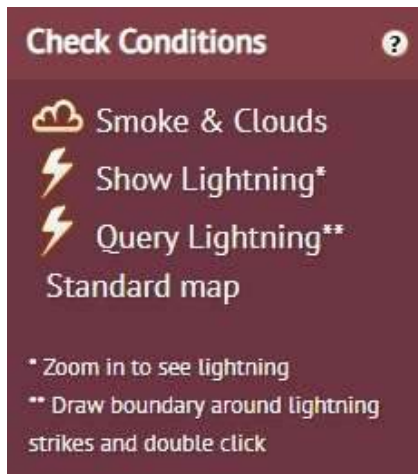 Check Conditions ?
Smoke & Clouds
Show Lightning*
Query Lightning**
Standard map
* Zoom in to see lightning
** Draw boundary around lightning
strikes and double click